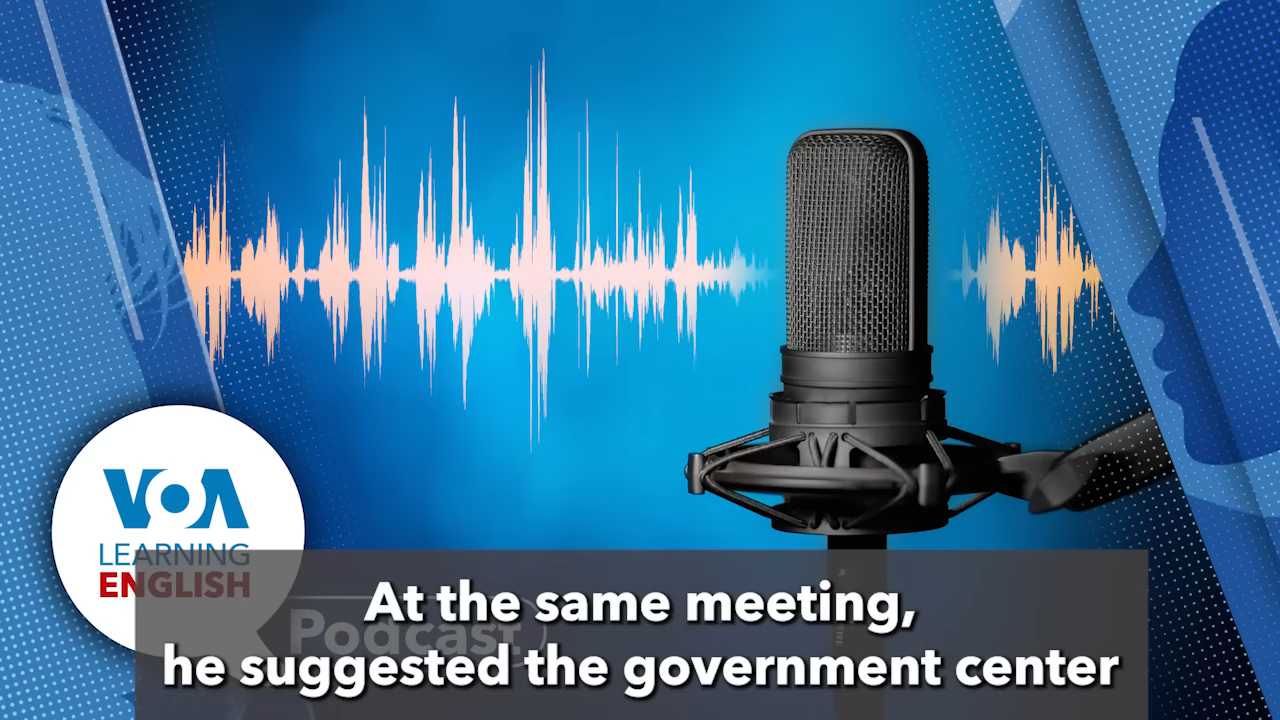 VOA
LEARNING
ENGLISH
Podcast
At the same meeting,
he suggested the government center